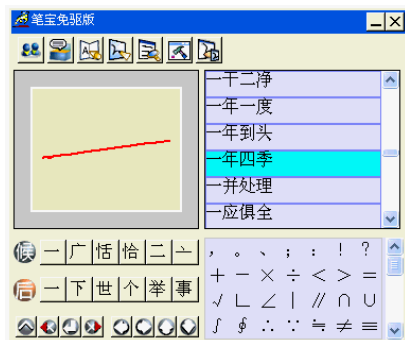 笔宝免驱版
一干二净
一年一度
一年到头
一年四季
一并处理
一应俱全
候 一 广 恬 恰 二 亠
后 一 下 世 个 举 事
， 。 、 ； ： ！ ？
＋ － × ÷ ＜ ＞ ＝
√ ∟ ∠ ∣ ∥ ∩ ∪
∫ ∮ ∴ ∵ ≒ ≠ ≡